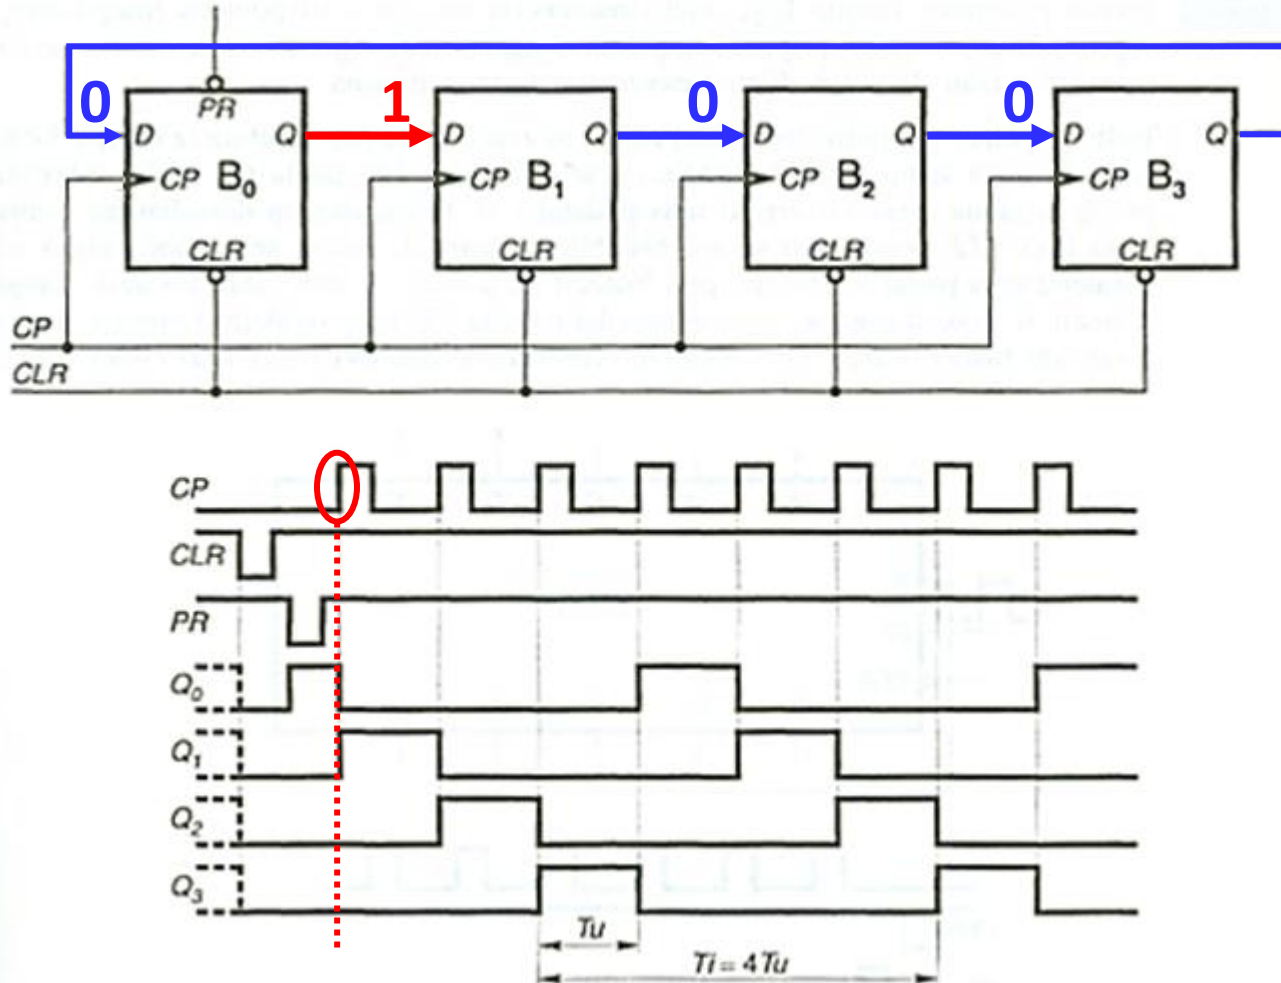 PR
0 D Q 1 D Q 0 D Q 0 D Q
CP B₀ CP B₁ CP B₂ CP B₃
CLR CLR CLR CLR
CP
CLR
CP
CLR
PR
Q₀
Q₁
Q₂
Q₃
Tu
Ti = 4Tu